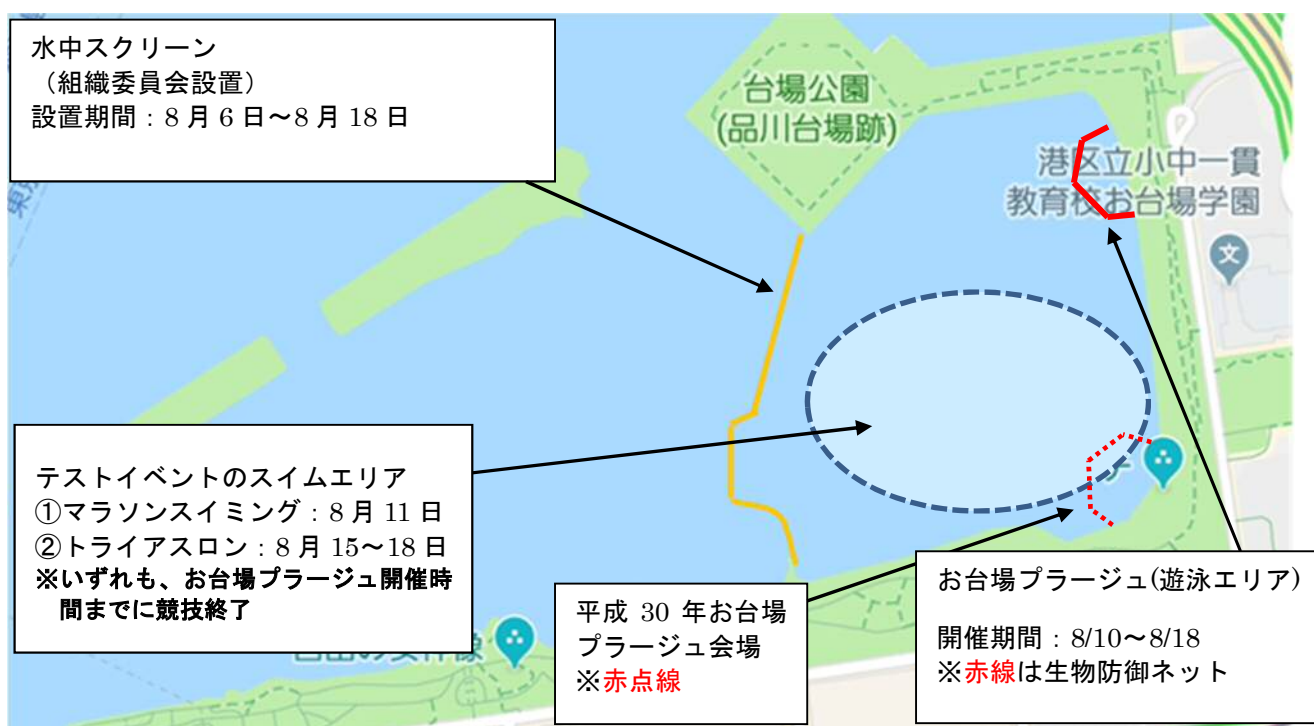 水中スクリーン
(組織委員会設置)
設置期間:8月6日~8月18日
台場公園
(品川台場跡)
港区立小中一貫
教育校お台場学園
文
テストイベントのスイムエリア
①マラソンスイミング:8月11日
②トライアスロン:8月15~18日
※いずれも、お台場プラージュ開催時
間までに競技終了
平成 30 年お台場
プラージュ会場
※赤点線
お台場プラージュ(遊泳エリア)
開催期間:8/10~8/18
※赤線は生物防御ネット